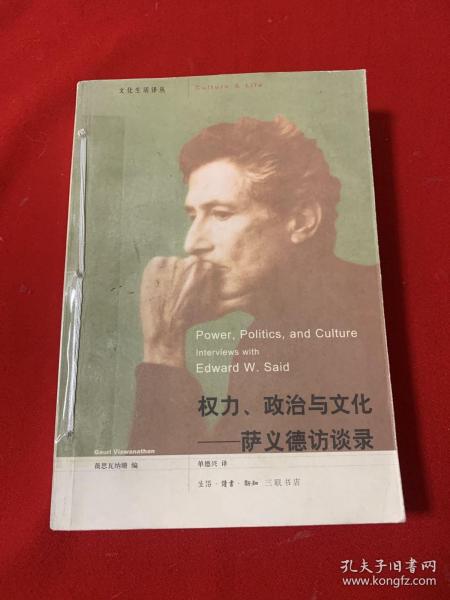 文化生活译丛 Culture & Life
Power, Politics, and Culture
Interviews with
Edward W. Said
权力、政治与文化
——萨义德访谈录
Gauri Viswanathan
薇思瓦纳珊 编 单德兴 译
生活·讀書·新知 三联书店
孔夫子旧书网
www.kongfz.com